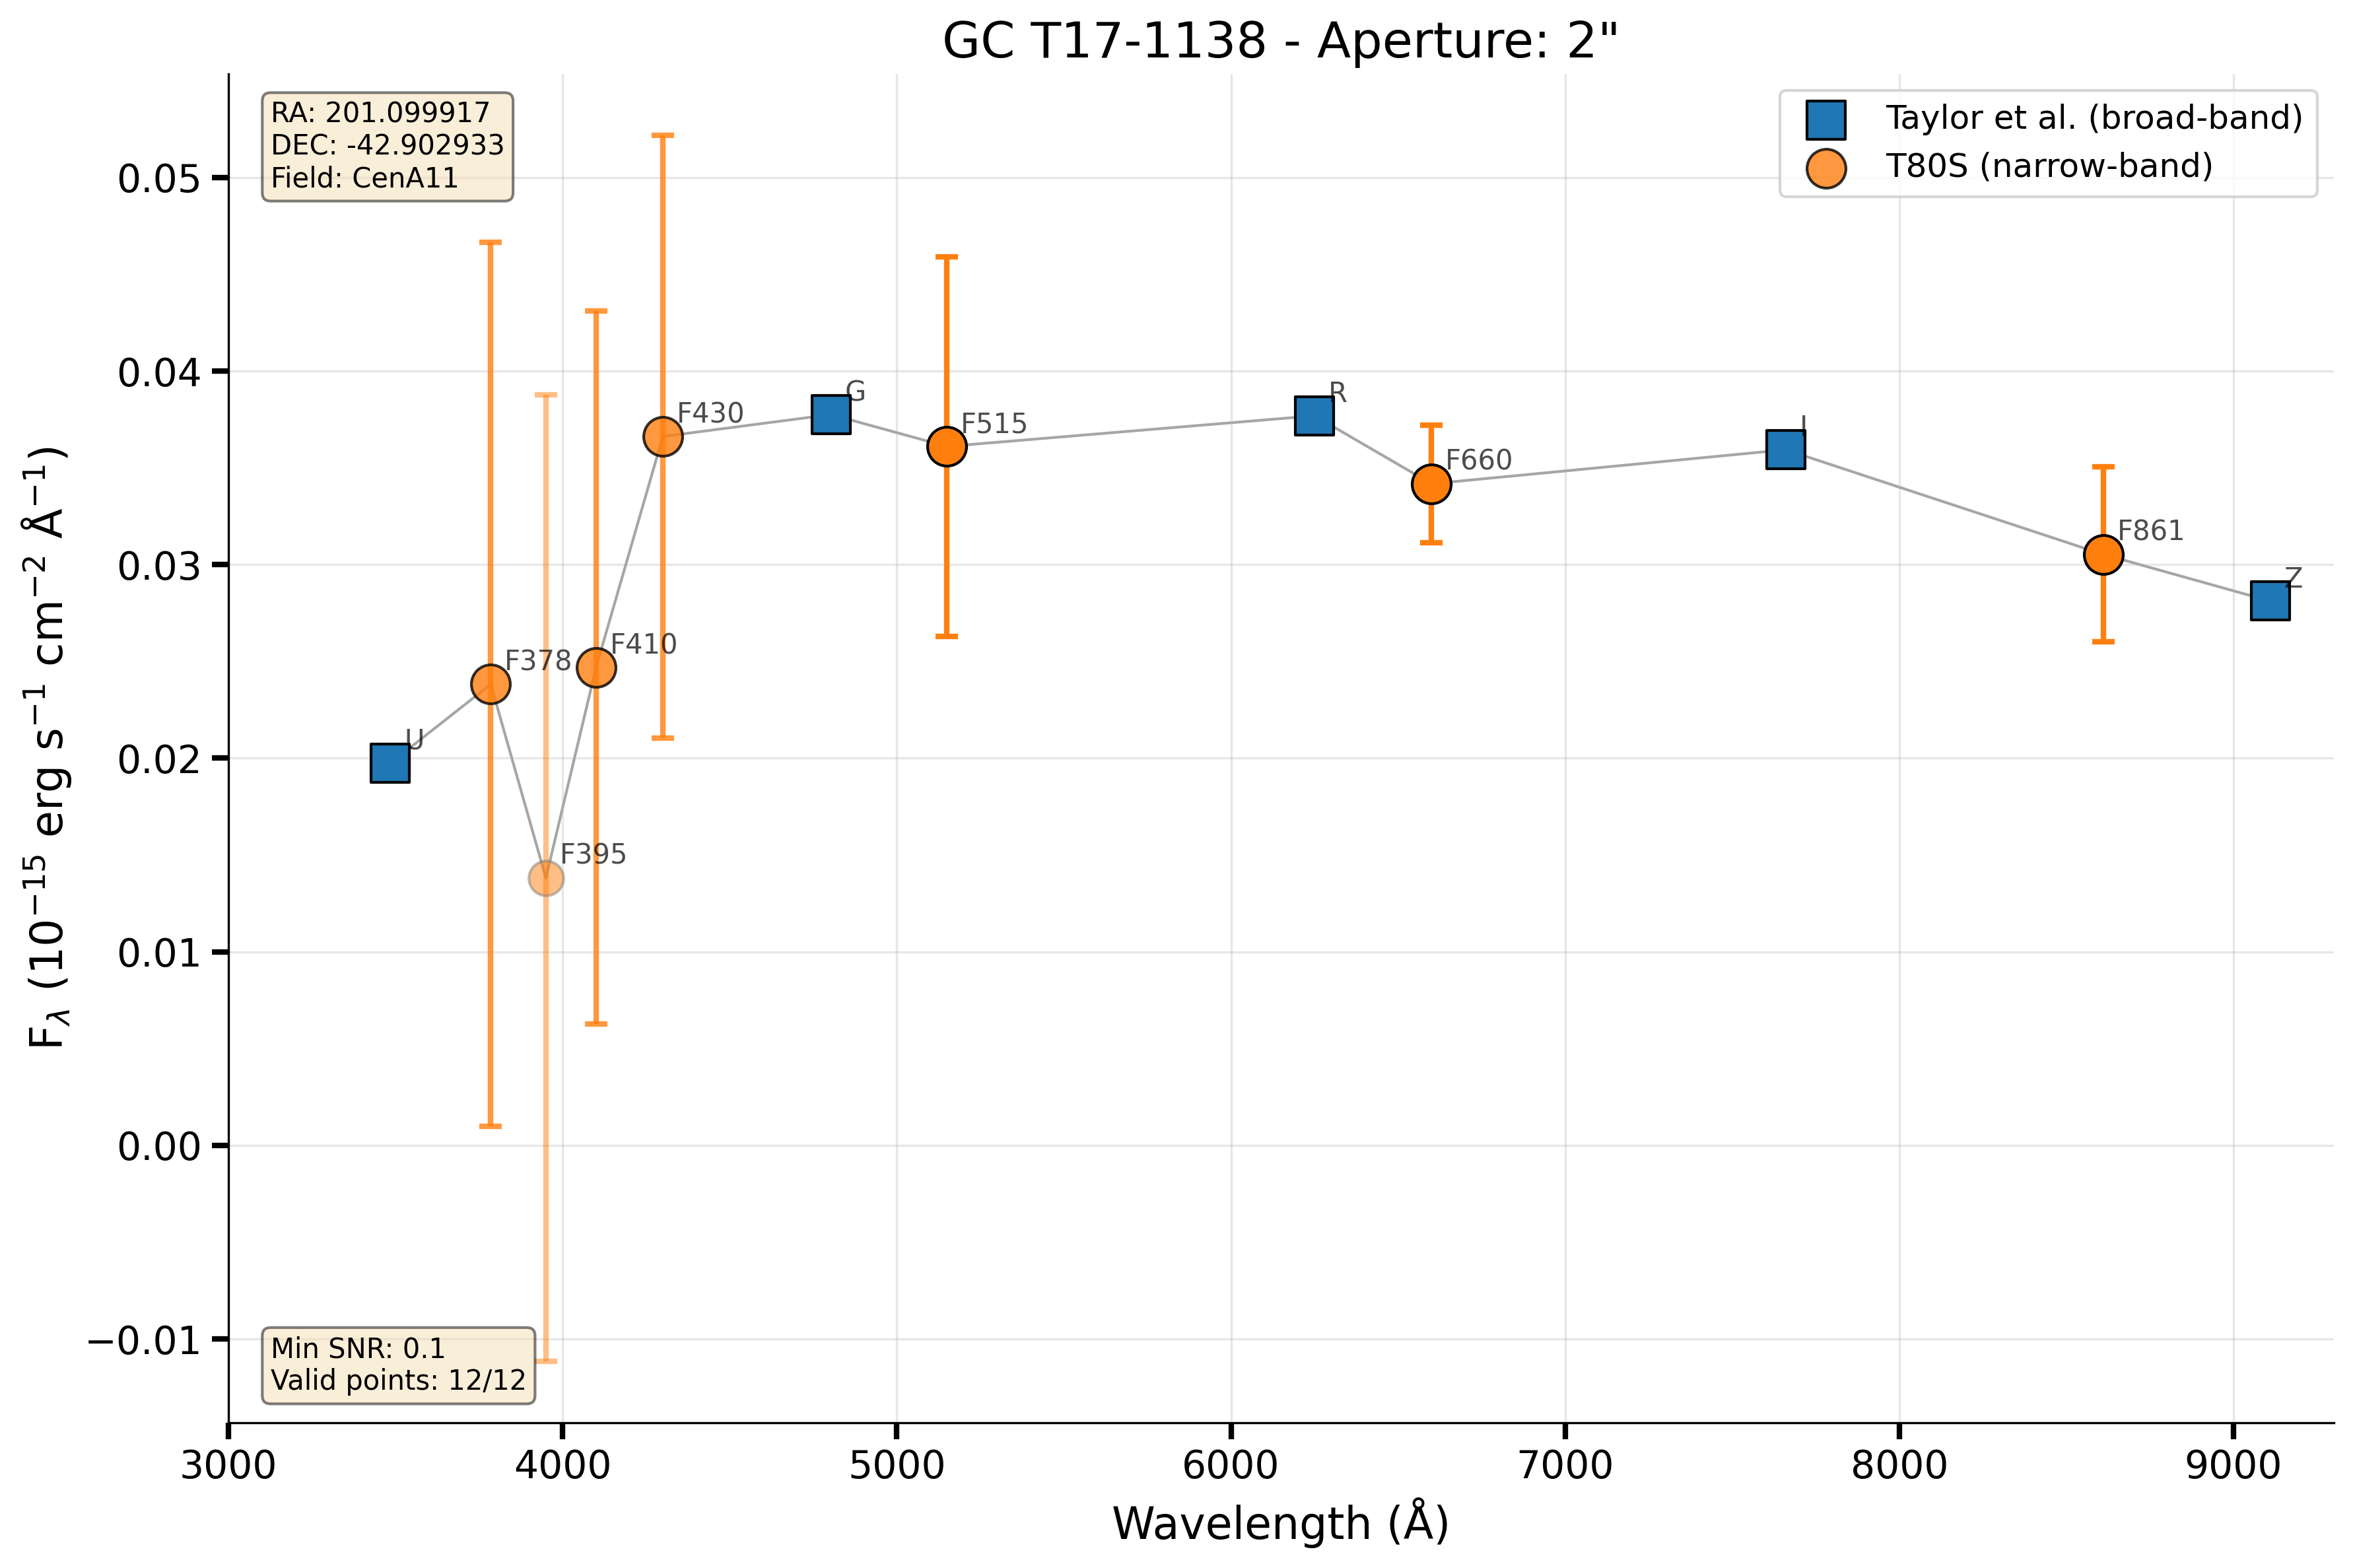 GC T17-1138 - Aperture: 2"
RA: 201.099917
DEC: -42.902933
Field: CenA11
Taylor et al. (broad-band)
T80S (narrow-band)
0.05
0.04
0.03
0.02
0.01
0.00
−0.01
F_λ (10⁻¹⁵ erg s⁻¹ cm⁻² Å⁻¹)
U
F378
F395
F410
F430
G
F515
R
F660
I
F861
Z
Min SNR: 0.1
Valid points: 12/12
3000 4000 5000 6000 7000 8000 9000
Wavelength (Å)